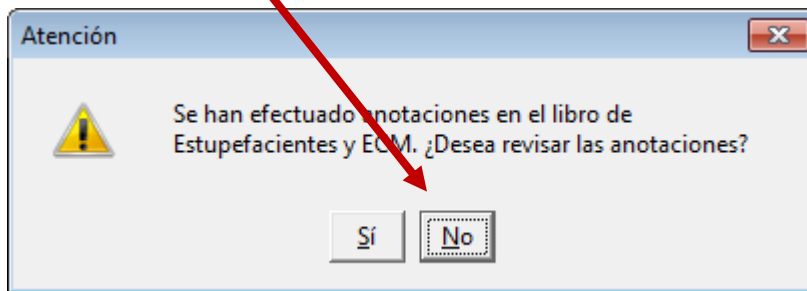 Atención
Se han efectuado anotaciones en el libro de
Estupefacientes y ECM. ¿Desea revisar las anotaciones?
Sí
No